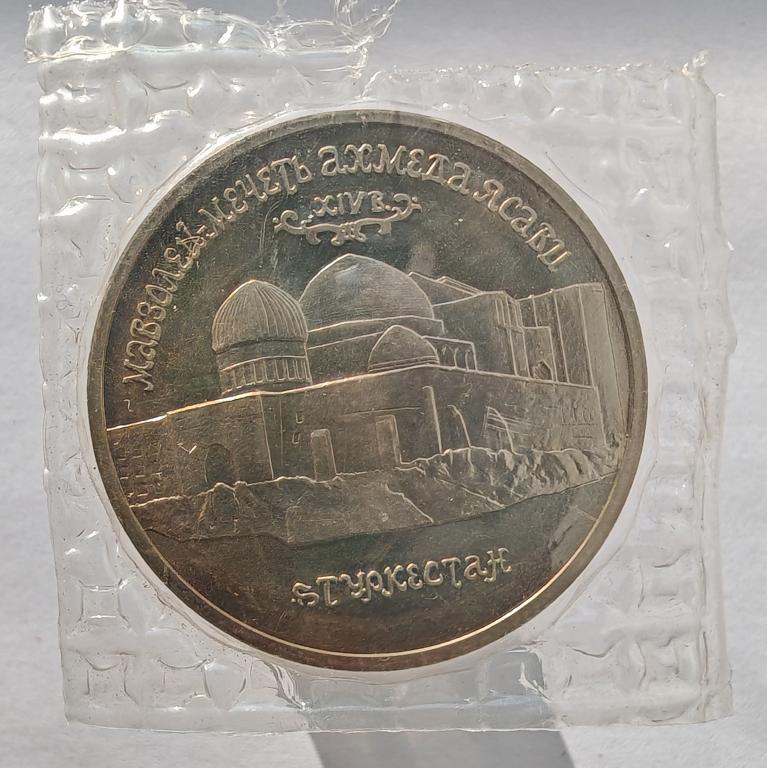 Мавзолей-мечеть Ахмеда Ясави
XIV в.
г. Туркестан